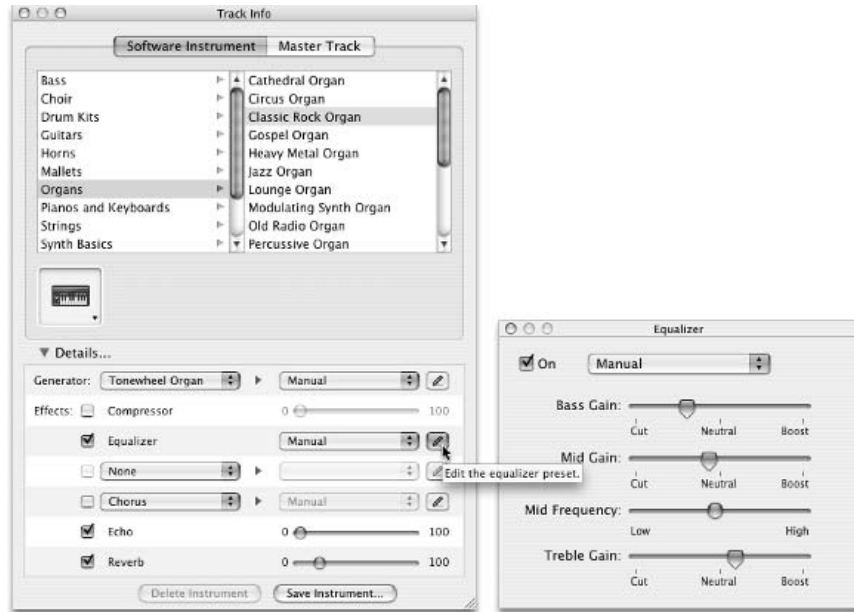 Track Info
Software Instrument Master Track
Bass
Choir
Drum Kits
Guitars
Horns
Mallets
Organs
Pianos and Keyboards
Strings
Synth Basics
Cathedral Organ
Circus Organ
Classic Rock Organ
Gospel Organ
Heavy Metal Organ
Jazz Organ
Lounge Organ
Modulating Synth Organ
Old Radio Organ
Percussive Organ
Details...
Generator: Tonewheel Organ Manual
Effects: Compressor 0 100
Equalizer Manual
Edit the equalizer preset.
None
Chorus Manual
Echo 0 100
Reverb 0 100
Delete Instrument Save Instrument...
Equalizer
On Manual
Bass Gain:
Cut Neutral Boost
Mid Gain:
Cut Neutral Boost
Mid Frequency:
Low High
Treble Gain:
Cut Neutral Boost